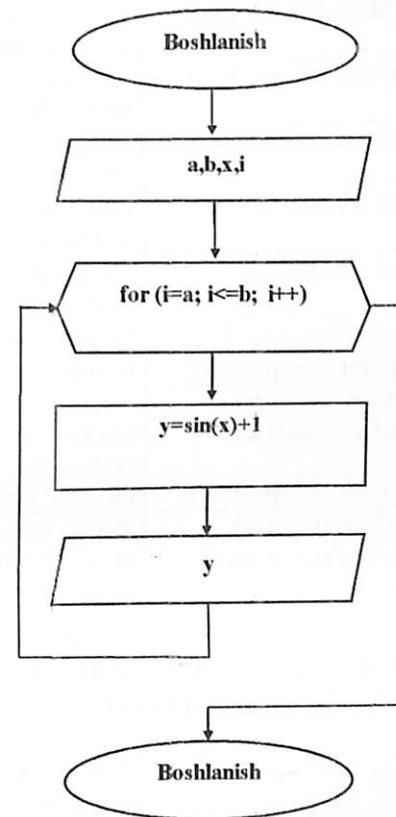 Boshlanish
a,b,x,i
for (i=a; i<=b; i++)
y=sin(x)+1
y
Boshlanish